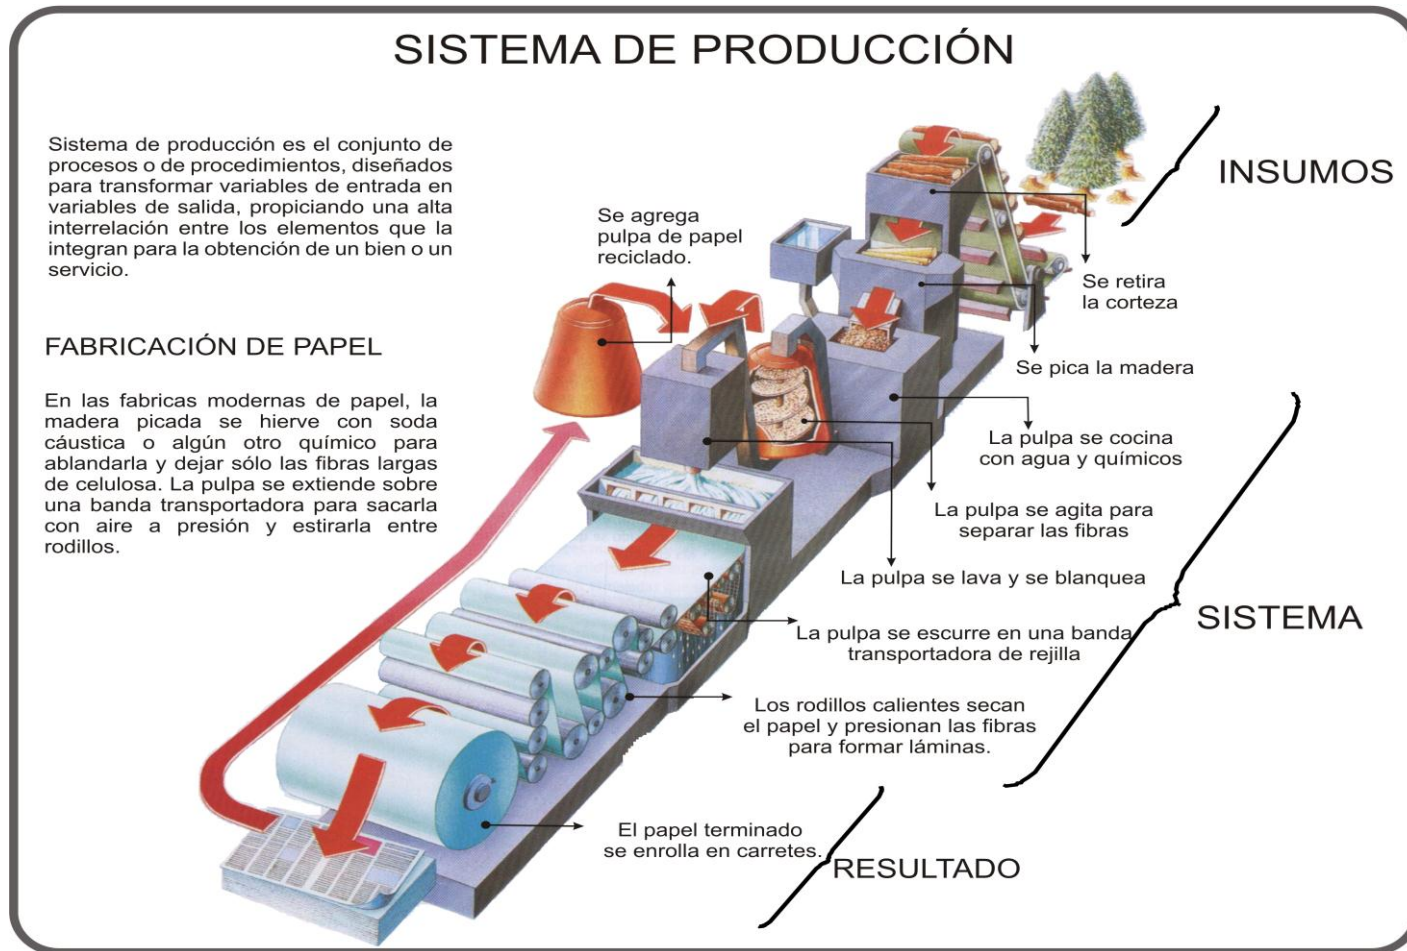 SISTEMA DE PRODUCCIÓN
Sistema de producción es el conjunto de
procesos o de procedimientos, diseñados
para transformar variables de entrada en
variables de salida, propiciando una alta
interrelación entre los elementos que la
integran para la obtención de un bien o un
servicio.
FABRICACIÓN DE PAPEL
En las fabricas modernas de papel, la
madera picada se hierve con soda
cáustica o algún otro químico para
ablandarla y dejar sólo las fibras largas
de celulosa. La pulpa se extiende sobre
una banda transportadora para sacarla
con aire a presión y estirarla entre
rodillos.
Se agrega
pulpa de papel
reciclado.
INSUMOS
Se retira
la corteza
Se pica la madera
La pulpa se cocina
con agua y químicos
La pulpa se agita para
separar las fibras
La pulpa se lava y se blanquea
SISTEMA
La pulpa se escurre en una banda
transportadora de rejilla
Los rodillos calientes secan
el papel y presionan las fibras
para formar láminas.
El papel terminado
se enrolla en carretes.
RESULTADO